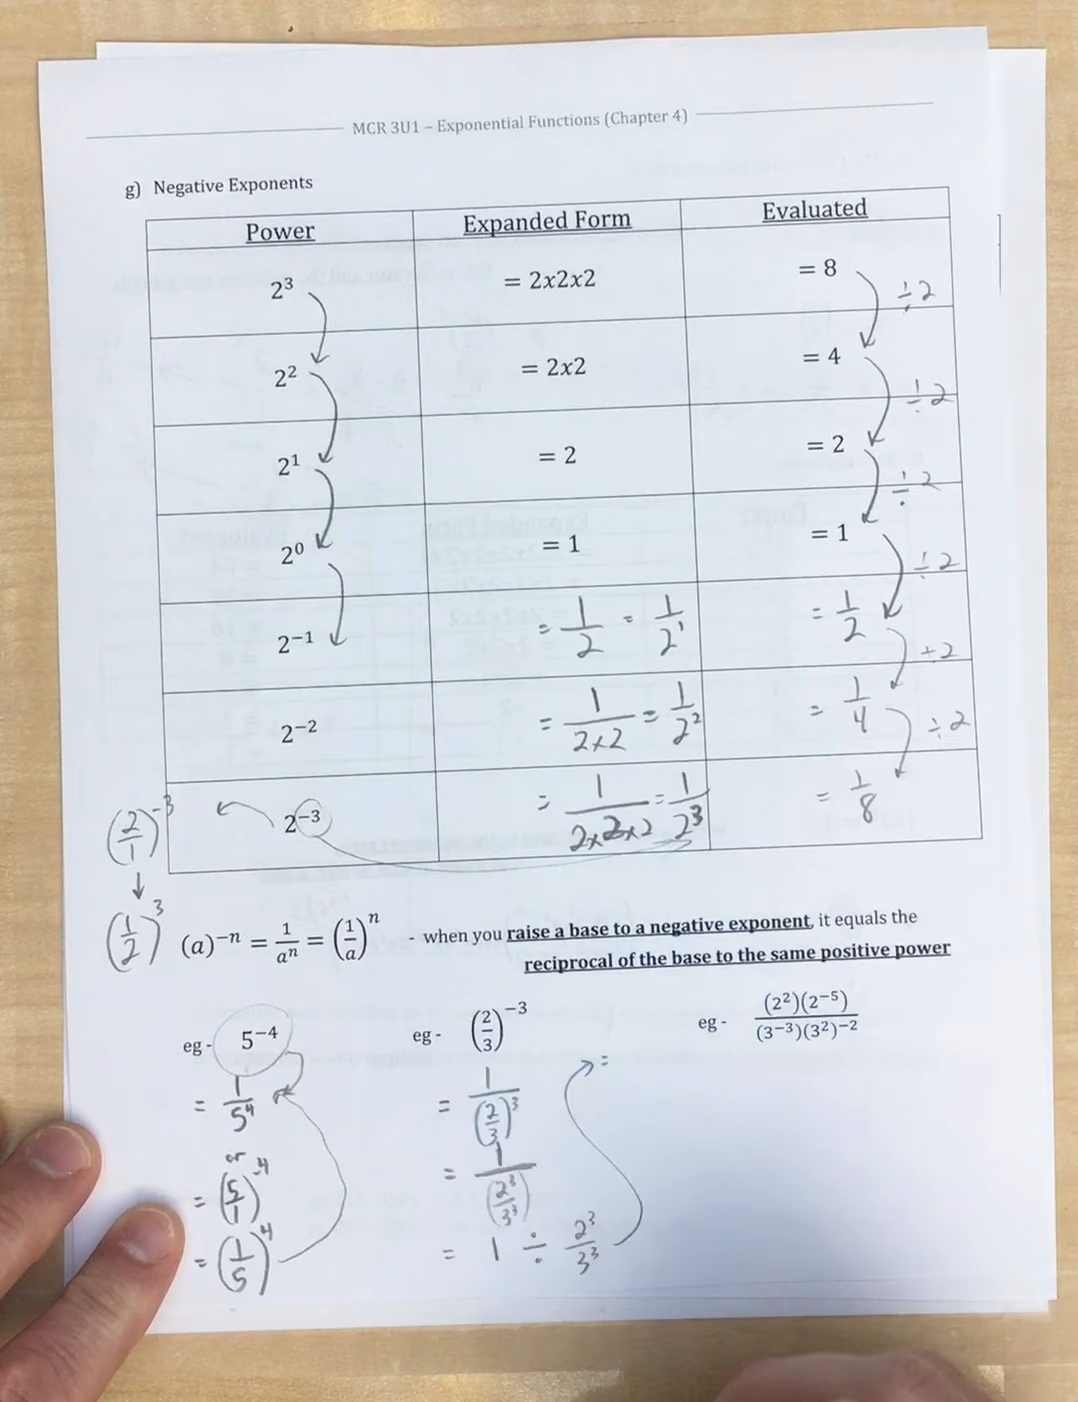 MCR 3U1 – Exponential Functions (Chapter 4)
g) Negative Exponents
Power Expanded Form Evaluated
2³ = 2x2x2 = 8 ÷2
2² = 2x2 = 4 ÷2
2¹ = 2 = 2 ÷2
2⁰ = 1 = 1 ÷2
2⁻¹ = 1/2 = 1/2¹ = 1/2 ÷2
2⁻² = 1/(2x2) = 1/2² = 1/4 ÷2
2⁻³ = 1/(2x2x2) = 1/2³ = 1/8
(2/1)⁻³
↓
(1/2)³ (a)⁻ⁿ = 1/aⁿ = (1/a)ⁿ - when you raise a base to a negative exponent, it equals the
reciprocal of the base to the same positive power
eg - 5⁻⁴
= 1/5⁴
or
= (5/1)⁻⁴
= (1/5)⁴
eg - (2/3)⁻³
= 1/(2/3)³
= 1/(2³/3³)
= 1 ÷ 2³/3³
=
eg - (2²)(2⁻⁵)/(3⁻³)(3²)⁻²